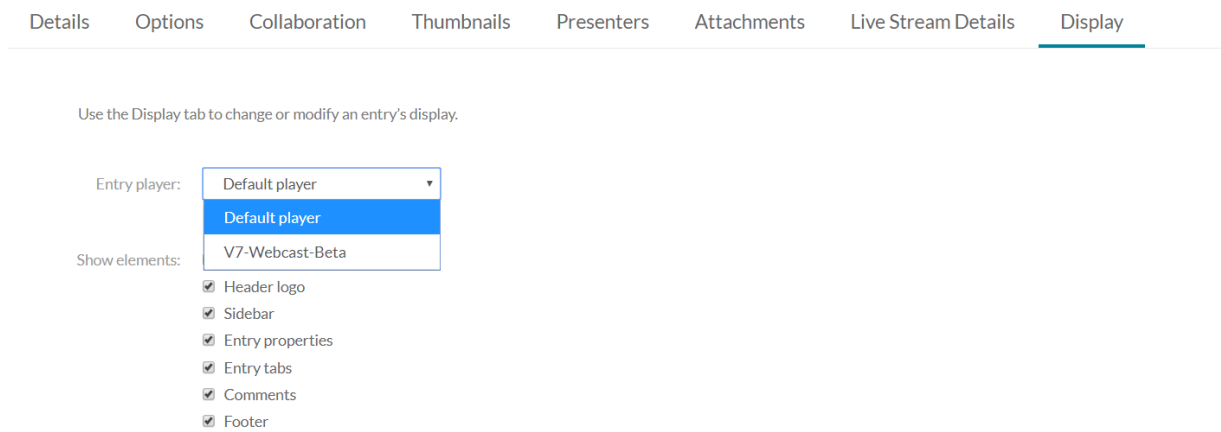 Details Options Collaboration Thumbnails Presenters Attachments Live Stream Details Display
Use the Display tab to change or modify an entry's display.
Entry player: Default player
Default player
V7-Webcast-Beta
Show elements:
Header logo
Sidebar
Entry properties
Entry tabs
Comments
Footer